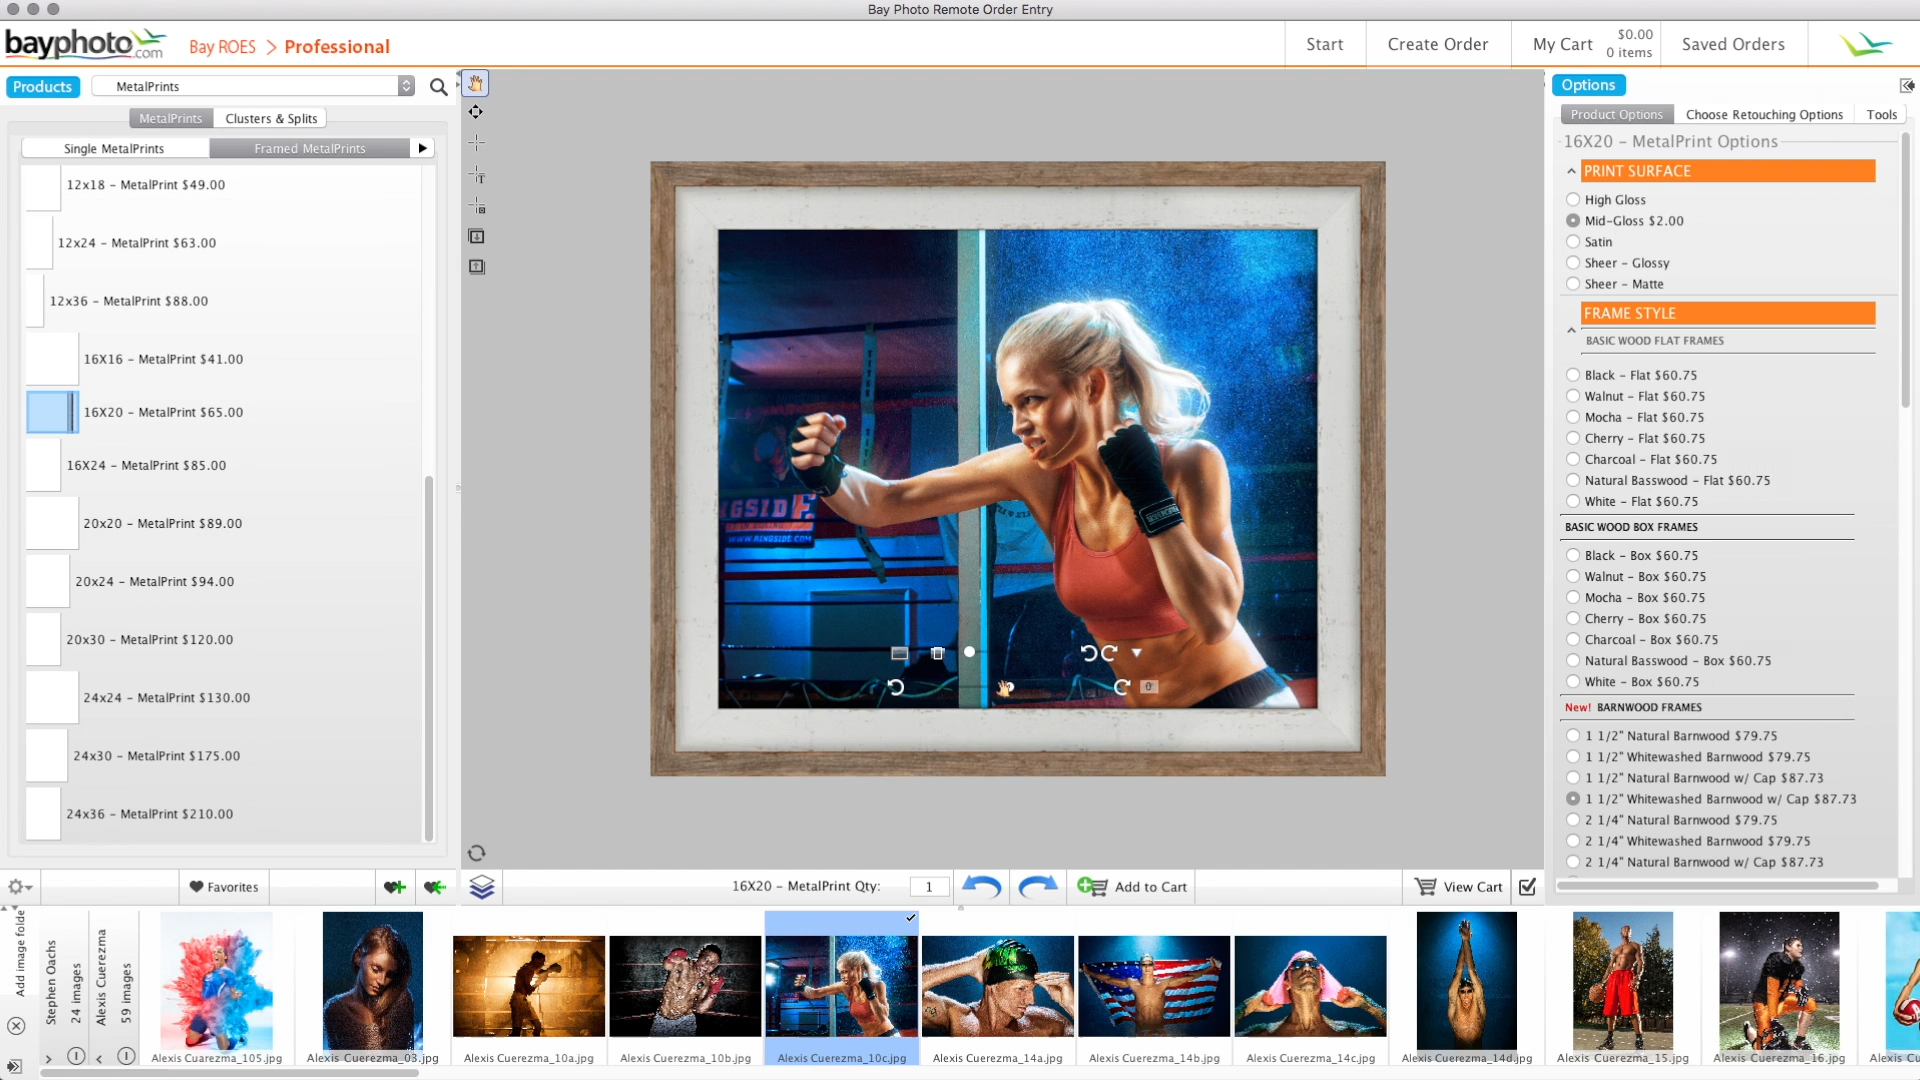 Bay Photo Remote Order Entry
bayphoto.com
Bay ROES > Professional
Start
Create Order
My Cart
$0.00
0 items
Saved Orders
Products
MetalPrints
MetalPrints
Clusters & Splits
Single MetalPrints
Framed MetalPrints
12x18 - MetalPrint $49.00
12x24 - MetalPrint $63.00
12x36 - MetalPrint $88.00
16X16 - MetalPrint $41.00
16X20 - MetalPrint $65.00
16X24 - MetalPrint $85.00
20x20 - MetalPrint $89.00
20x24 - MetalPrint $94.00
20x30 - MetalPrint $120.00
24x24 - MetalPrint $130.00
24x30 - MetalPrint $175.00
24x36 - MetalPrint $210.00
Favorites
NGSIDE
WWW.RINGSIDE.COM
16X20 - MetalPrint Qty:
1
Add to Cart
View Cart
Options
Product Options
Choose Retouching Options
Tools
16X20 - MetalPrint Options
PRINT SURFACE
High Gloss
Mid-Gloss $2.00
Satin
Sheer - Glossy
Sheer - Matte
FRAME STYLE
BASIC WOOD FLAT FRAMES
Black - Flat $60.75
Walnut - Flat $60.75
Mocha - Flat $60.75
Cherry - Flat $60.75
Charcoal - Flat $60.75
Natural Basswood - Flat $60.75
White - Flat $60.75
BASIC WOOD BOX FRAMES
Black - Box $60.75
Walnut - Box $60.75
Mocha - Box $60.75
Cherry - Box $60.75
Charcoal - Box $60.75
Natural Basswood - Box $60.75
White - Box $60.75
New! BARNWOOD FRAMES
1 1/2" Natural Barnwood $79.75
1 1/2" Whitewashed Barnwood $79.75
1 1/2" Natural Barnwood w/ Cap $87.73
1 1/2" Whitewashed Barnwood w/ Cap $87.73
2 1/4" Natural Barnwood $79.75
2 1/4" Whitewashed Barnwood $79.75
2 1/4" Natural Barnwood w/ Cap $87.73
Add image folde
Stephen Oachs
24 images
Alexis Cuerezma
59 images
Alexis Cuarezma_105.jpg
Alexis Cuerezma_03.jpg
Alexis Cuerezma_10a.jpg
Alexis Cuerezma_10b.jpg
Alexis Cuerezma_10c.jpg
Alexis Cuerezma_14a.jpg
Alexis Cuerezma_14b.jpg
Alexis Cuerezma_14c.jpg
Alexis Cuerezma_14d.jpg
Alexis Cuerezma_15.jpg
Alexis Cuerezma_16.jpg
Alexis Cu